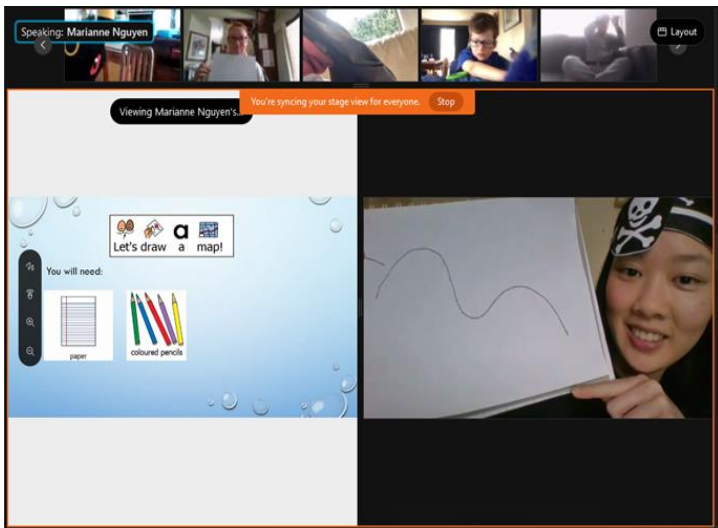 Speaking: Marianne Nguyen
Layout
You're syncing your stage view for everyone. Stop
Viewing Marianne Nguyen's...
Let's draw a map!
You will need:
paper
coloured pencils